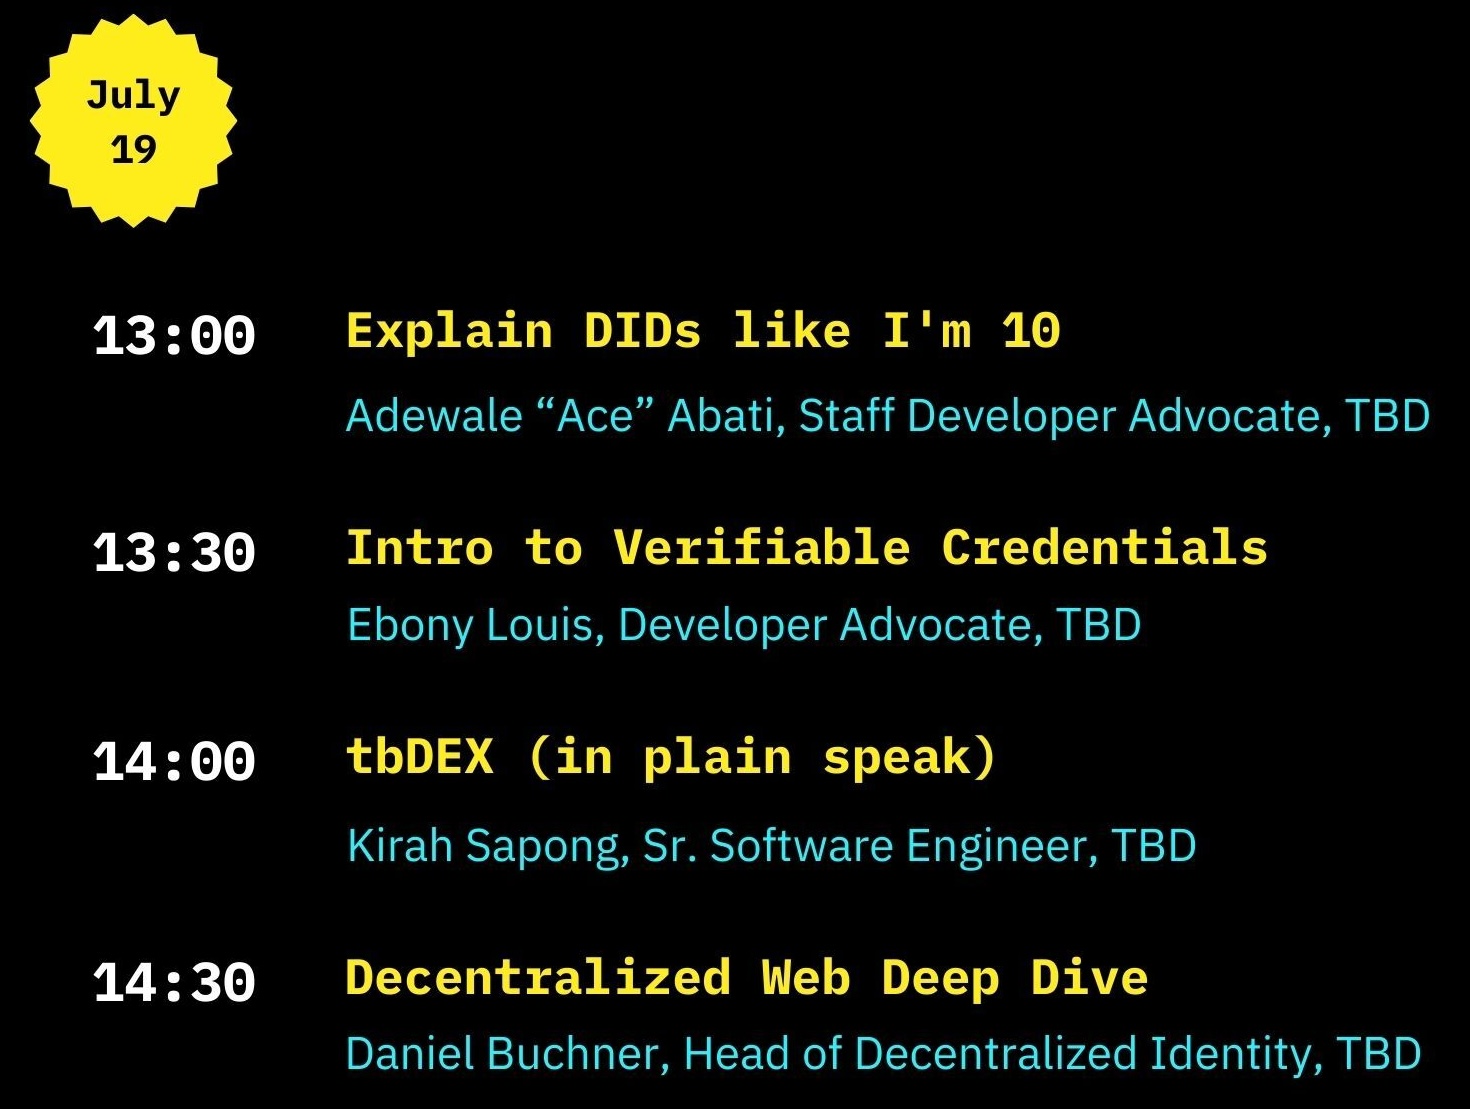 July
19
13:00 Explain DIDs like I'm 10
Adewale “Ace” Abati, Staff Developer Advocate, TBD
13:30 Intro to Verifiable Credentials
Ebony Louis, Developer Advocate, TBD
14:00 tbDEX (in plain speak)
Kirah Sapong, Sr. Software Engineer, TBD
14:30 Decentralized Web Deep Dive
Daniel Buchner, Head of Decentralized Identity, TBD